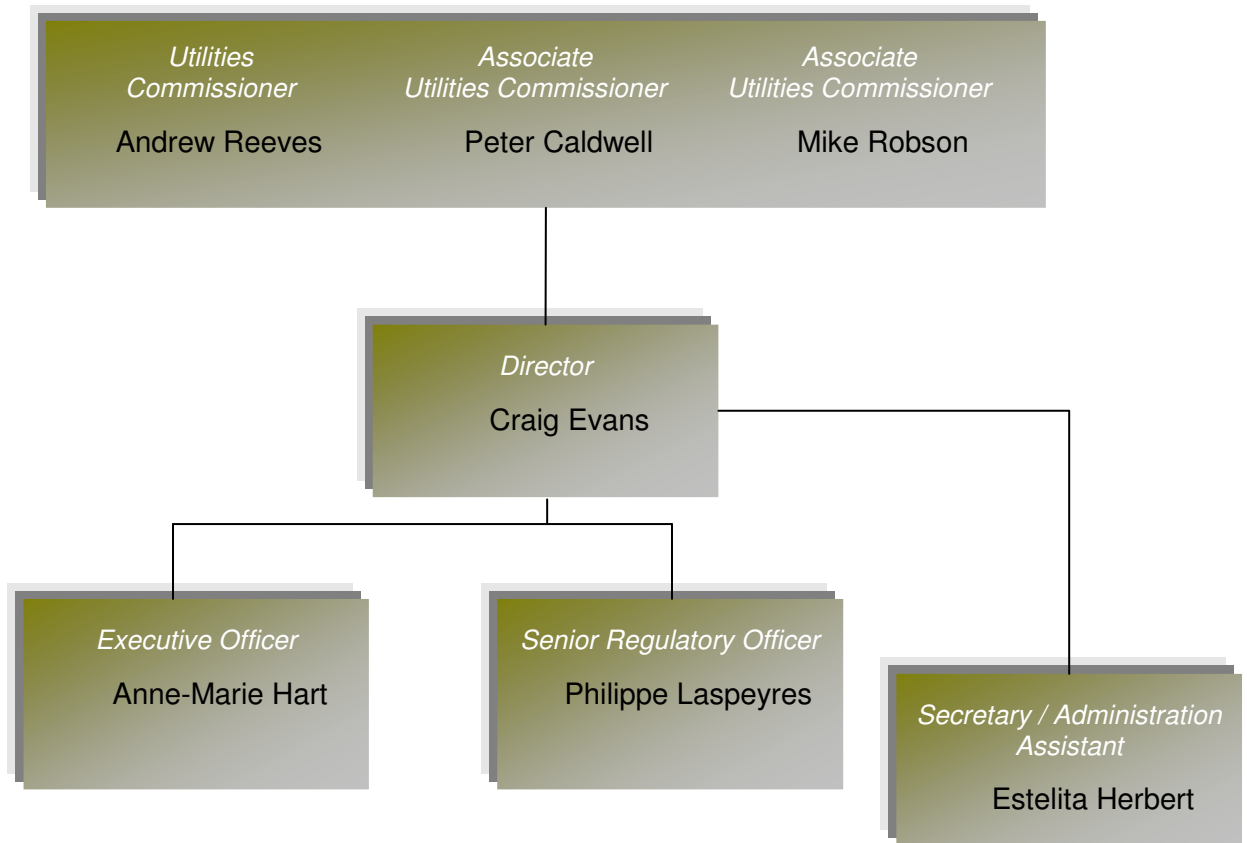 Utilities
Commissioner
Andrew Reeves
Associate
Utilities Commissioner
Peter Caldwell
Associate
Utilities Commissioner
Mike Robson
Director
Craig Evans
Executive Officer
Anne-Marie Hart
Senior Regulatory Officer
Philippe Laspeyres
Secretary / Administration
Assistant
Estelita Herbert